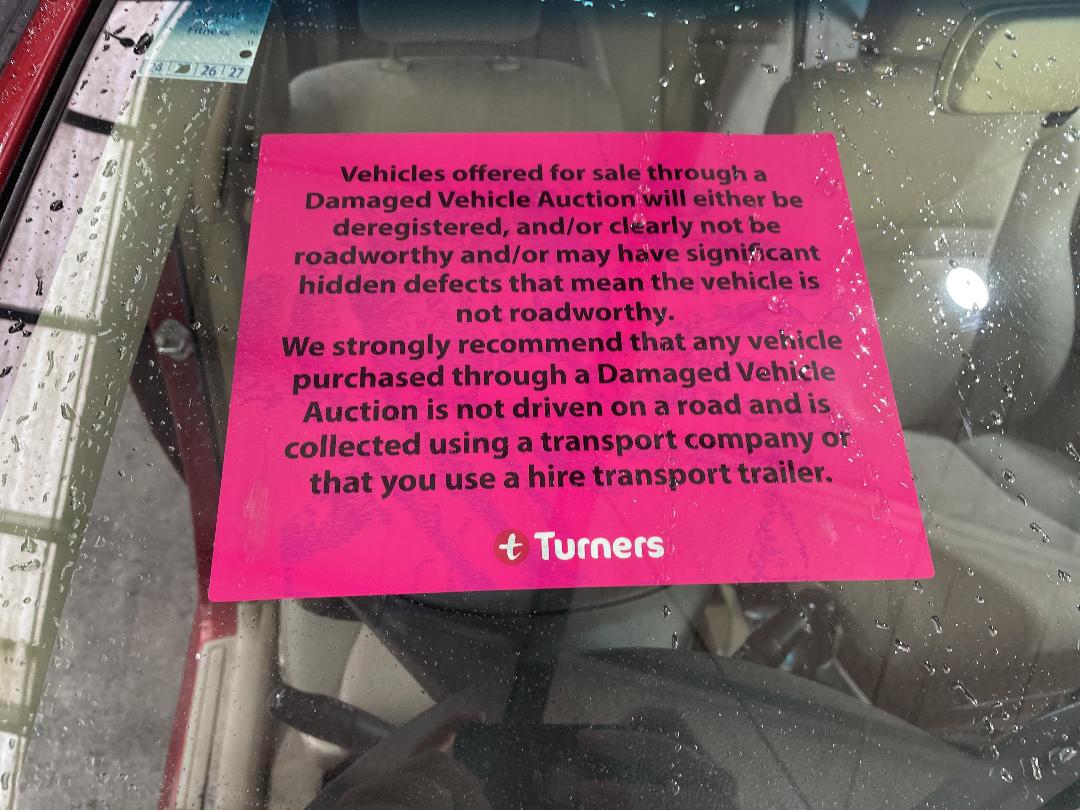 Fitness
26 27
Vehicles offered for sale through a
Damaged Vehicle Auction will either be
deregistered, and/or clearly not be
roadworthy and/or may have significant
hidden defects that mean the vehicle is
not roadworthy.
We strongly recommend that any vehicle
purchased through a Damaged Vehicle
Auction is not driven on a road and is
collected using a transport company or
that you use a hire transport trailer.
t Turners